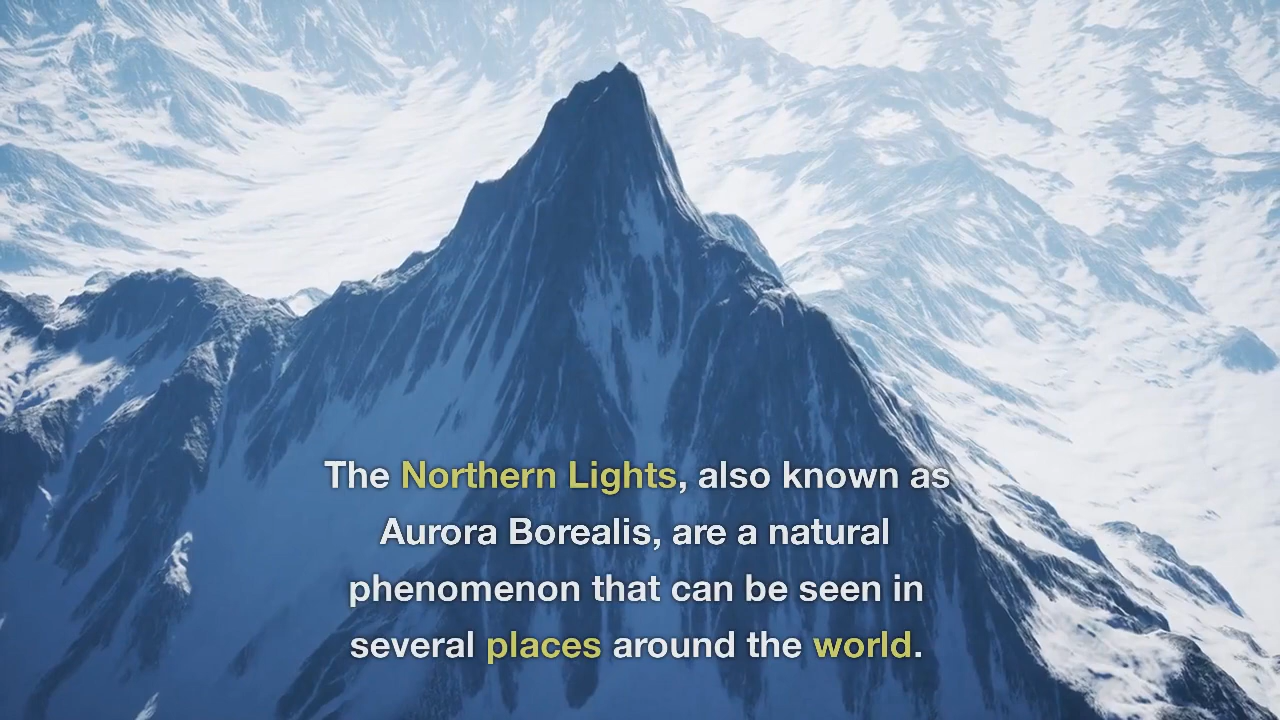 The Northern Lights, also known as
Aurora Borealis, are a natural
phenomenon that can be seen in
several places around the world.